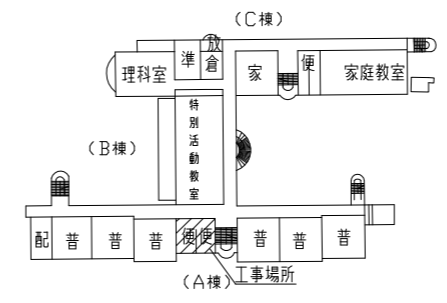 (C棟)
放
準 倉
理科室 家 便 家庭教室
特別活動教室
(B棟)
配 普 普 普 便 便 普 普 普
工事場所
(A棟)